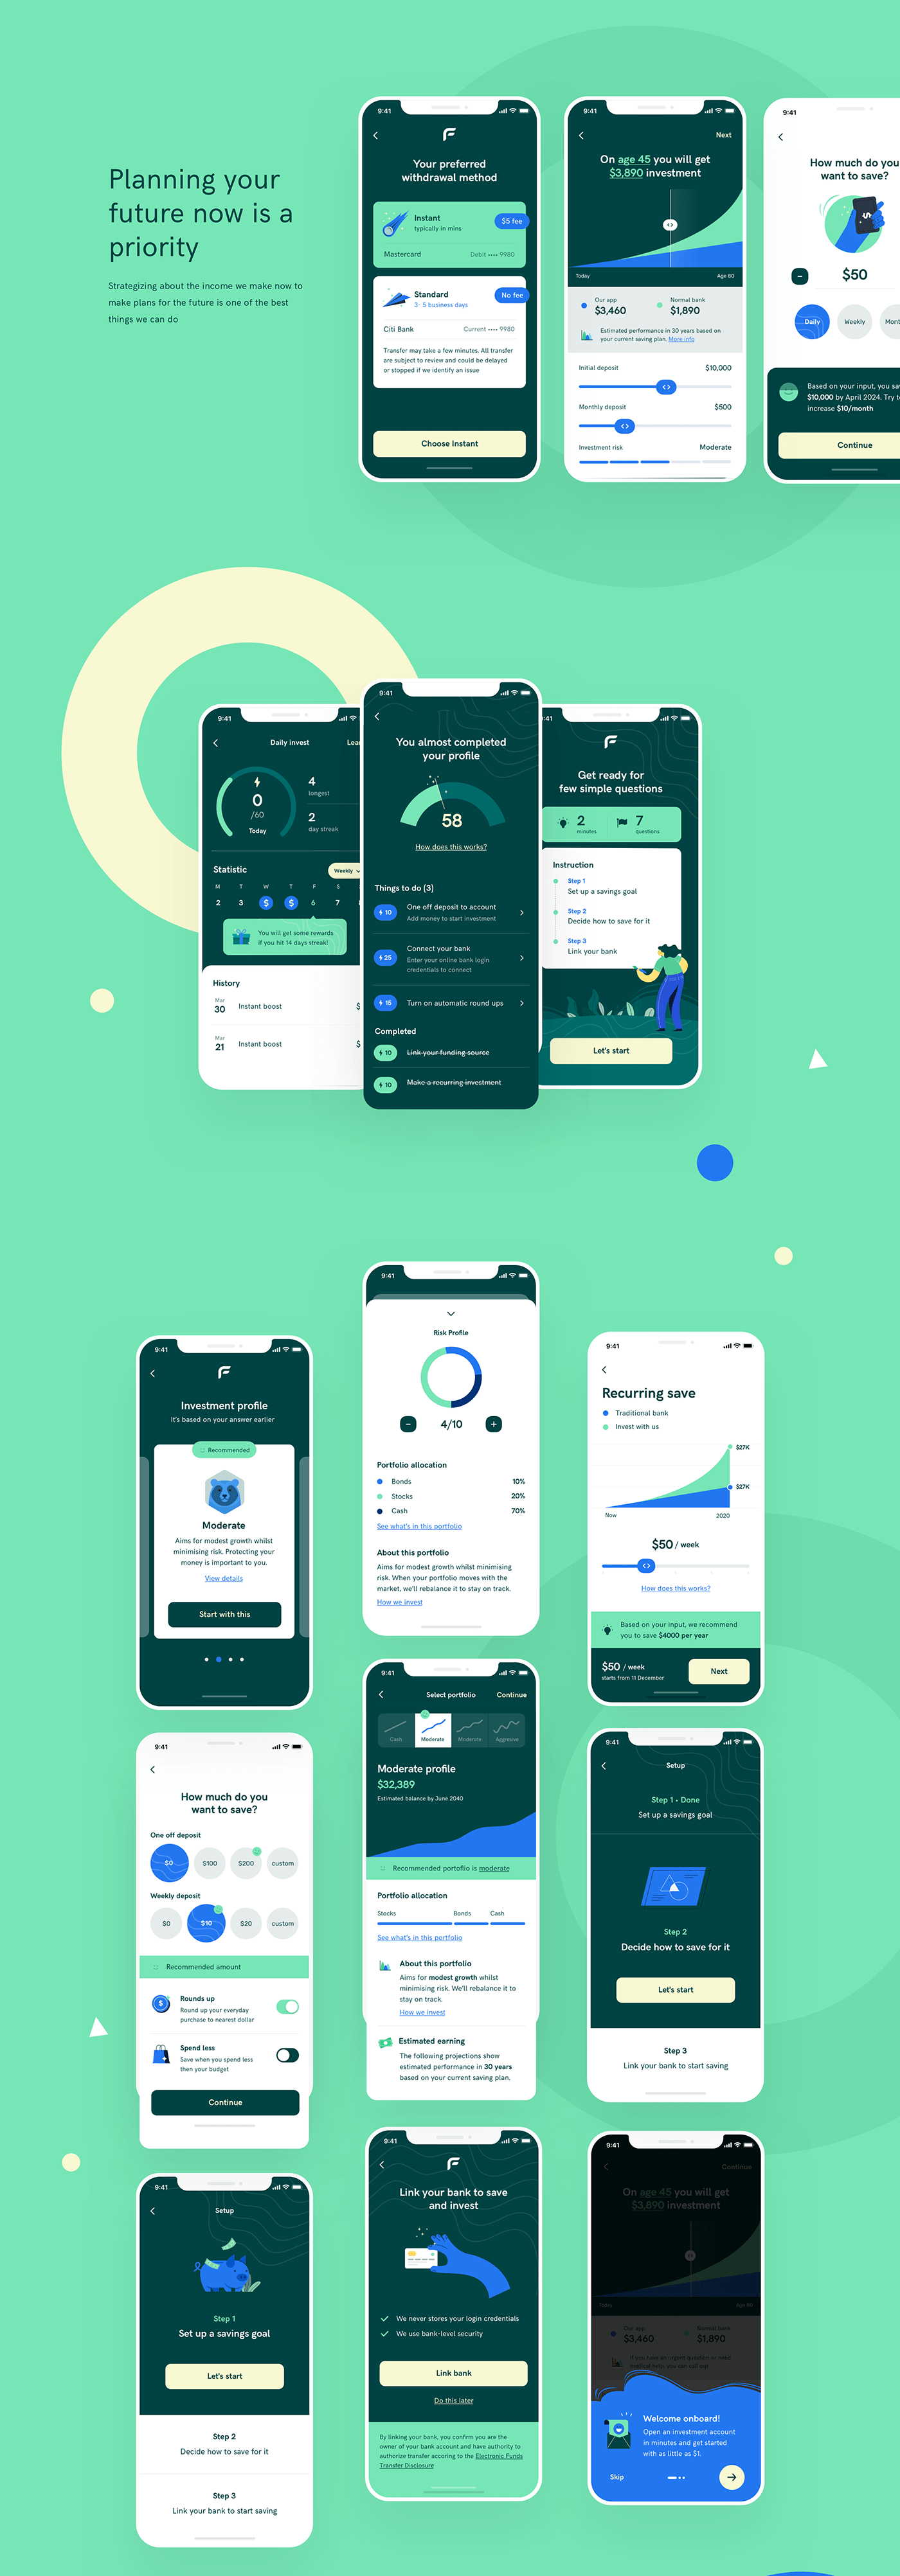 Planning your
future now is a
priority
Strategizing about the income we make now to
make plans for the future is one of the best
things we can do
9:41
Your preferred
withdrawal method
Instant
typically in mins
$5 fee
Mastercard
Debit •••• 9980
Standard
3- 5 business days
No fee
Citi Bank
Current •••• 9980
Transfer may take a few minutes. All transfer
are subject to review and could be delayed
or stopped if we identify an issue
Choose Instant
9:41
Next
On age 45 you will get
$3,890 investment
Today
Age 80
Our app
$3,460
Normal bank
$1,890
Estimated performance in 30 years based on
your current saving plan. More info
Initial deposit
$10,000
Monthly deposit
$500
Investment risk
Moderate
9:41
How much do you
want to save?
$50
Daily
Weekly
Mont
Based on your input, you sa
$10,000 by April 2024. Try t
increase $10/month
Continue
9:41
Daily invest
Lea
0
/60
Today
4
longest
2
day streak
Statistic
Weekly
M T W T F S
2 3 $ $ 6 7
You will get some rewards
if you hit 14 days streak!
History
Mar
30
Instant boost
$
Mar
21
Instant boost
$
9:41
You almost completed
your profile
58
How does this works?
Things to do (3)
10
One off deposit to account
Add money to start investment
25
Connect your bank
Enter your online bank login
credentials to connect
15
Turn on automatic round ups
Completed
10
Link your funding source
10
Make a recurring investment
9:41
Get ready for
few simple questions
2
minutes
7
questions
Instruction
Step 1
Set up a savings goal
Step 2
Decide how to save for it
Step 3
Link your bank
Let's start
9:41
Investment profile
It's based on your answer earlier
Recommended
Moderate
Aims for modest growth whilst
minimising risk. Protecting your
money is important to you.
View details
Start with this
9:41
Risk Profile
4/10
Portfolio allocation
Bonds
10%
Stocks
20%
Cash
70%
See what's in this portfolio
About this portfolio
Aims for modest growth whilst minimising
risk. When your portfolio moves with the
market, we'll rebalance it to stay on track.
How we invest
9:41
Recurring save
Traditional bank
Invest with us
$27K
$27K
Now
2020
$50 / week
How does this works?
Based on your input, we recommend
you to save $4000 per year
$50 / week
starts from 11 December
Next
9:41
How much do you
want to save?
One off deposit
$0
$100
$200
custom
Weekly deposit
$0
$10
$20
custom
Recommended amount
Rounds up
Round up your everyday
purchase to nearest dollar
Spend less
Save when you spend less
then your budget
Continue
9:41
Select portfolio
Continue
Cash
Moderate
Moderate
Aggresive
Moderate profile
$32,389
Estimated balance by June 2040
Recommended portoflio is moderate
Portfolio allocation
Stocks
Bonds
Cash
See what's in this portfolio
About this portfolio
Aims for modest growth whilst
minimising risk. We'll rebalance it to
stay on track.
How we invest
Estimated earning
The following projections show
estimated performance in 30 years
based on your current saving plan.
9:41
Setup
Step 1 • Done
Set up a savings goal
Step 2
Decide how to save for it
Let's start
Step 3
Link your bank to start saving
9:41
Setup
Step 1
Set up a savings goal
Let's start
Step 2
Decide how to save for it
Step 3
Link your bank to start saving
9:41
Link your bank to save
and invest
We never stores your login credentials
We use bank-level security
Link bank
Do this later
By linking your bank, you confirm you are the
owner of your bank account and have authority to
authorize transfer accoring to the Electronic Funds
Transfer Disclosure
9:41
Continue
On age 45 you will get
$3,890 investment
Today
Age 80
Our app
$3,460
Normal bank
$1,890
If you have an urgent question or need
medical help, you can call our
Welcome onboard!
Open an investment account
in minutes and get started
with as little as $1.
Skip